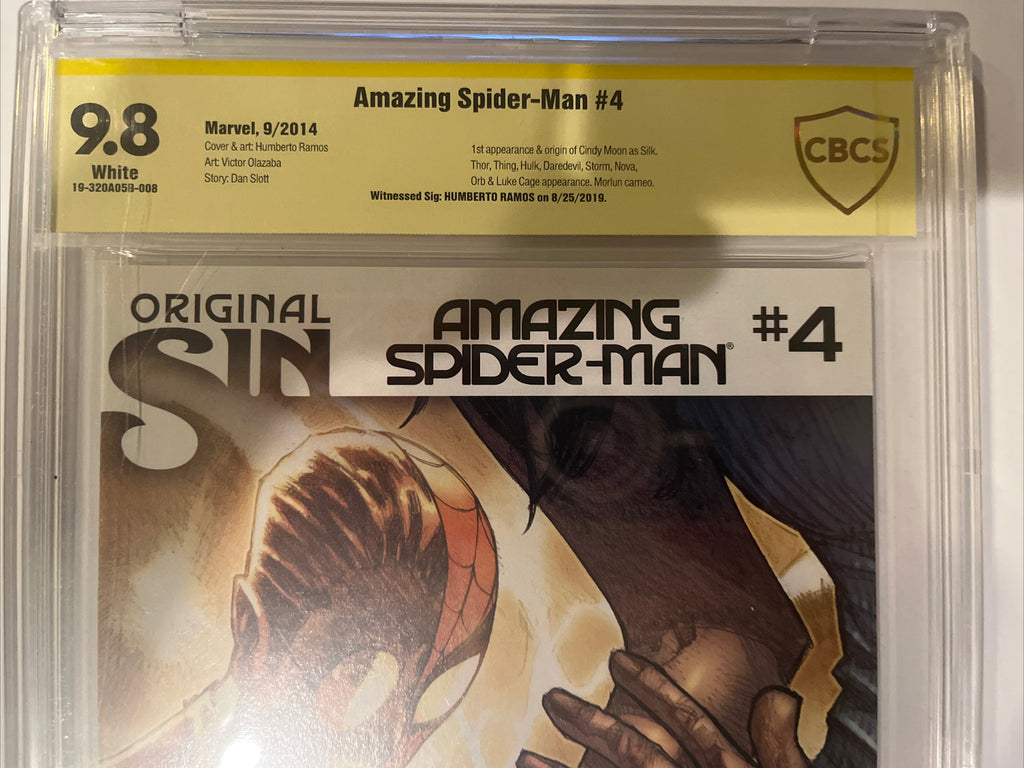 Amazing Spider-Man #4
9.8
White
19-320A05B-008
Marvel, 9/2014
Cover & art: Humberto Ramos
Art: Victor Olazaba
Story: Dan Slott
1st appearance & origin of Cindy Moon as Silk.
Thor, Thing, Hulk, Daredevil, Storm, Nova,
Orb & Luke Cage appearance. Morlun cameo.
Witnessed Sig: HUMBERTO RAMOS on 8/25/2019.
CBCS
ORIGINAL
SIN
AMAZING
SPIDER-MAN®
#4